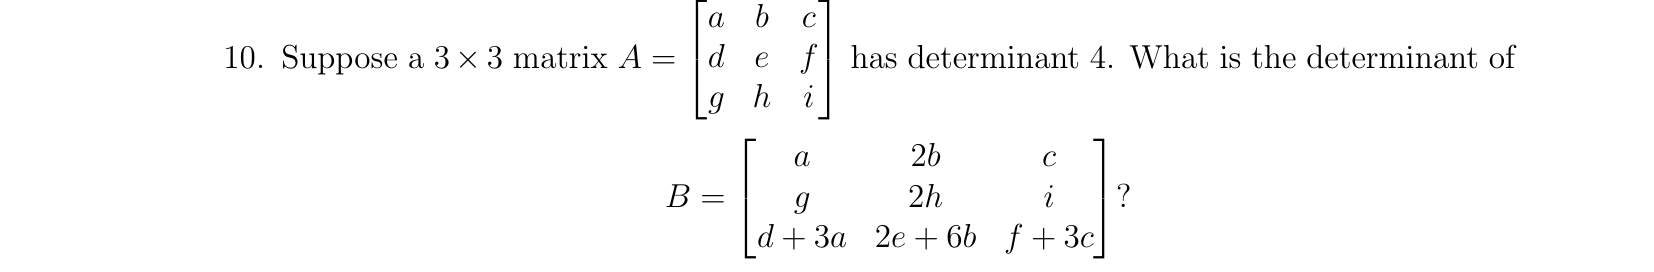 10. Suppose a 3 × 3 matrix A = [a b c; d e f; g h i] has determinant 4. What is the determinant of
B = [a 2b c; g 2h i; d + 3a 2e + 6b f + 3c]?